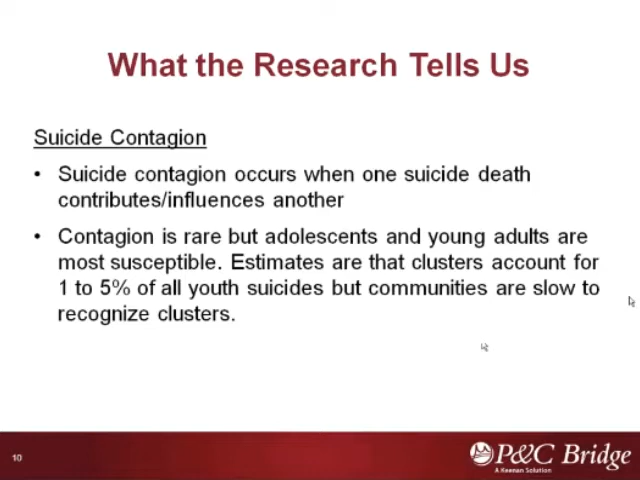 What the Research Tells Us
Suicide Contagion
• Suicide contagion occurs when one suicide death
contributes/influences another
• Contagion is rare but adolescents and young adults are
most susceptible. Estimates are that clusters account for
1 to 5% of all youth suicides but communities are slow to
recognize clusters.
10
P&C Bridge
A Keenan Solution